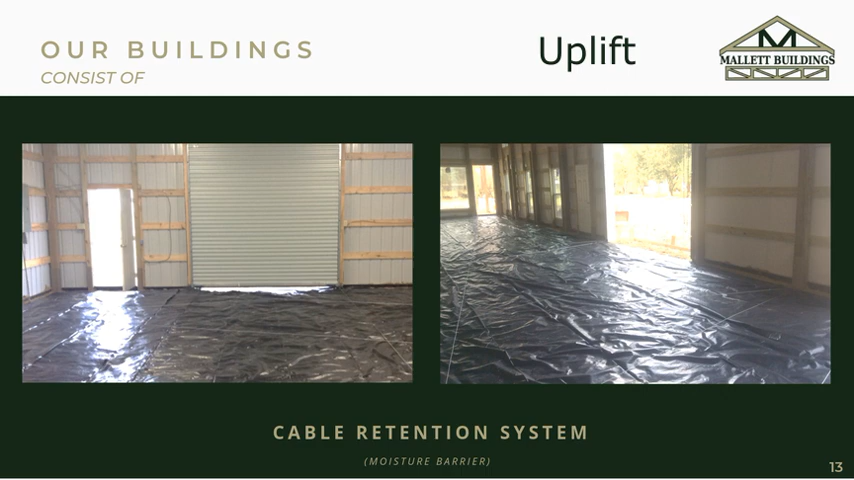 OUR BUILDINGS
CONSIST OF
Uplift
M
MALLETT BUILDINGS
CABLE RETENTION SYSTEM
(MOISTURE BARRIER)
13